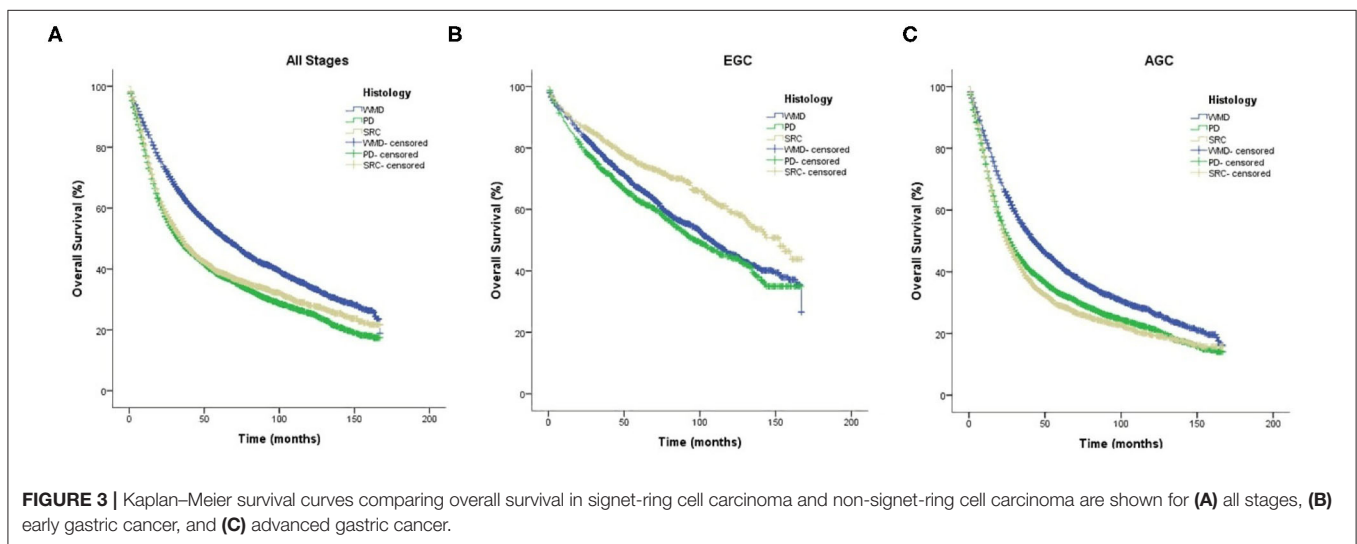 A
All Stages
Overall Survival (%)
100
80
60
40
20
0
0 50 100 150 200
Time (months)
Histology
WMD
PD
SRC
WMD- censored
PD- censored
SRC- censored
B
EGC
Overall Survival (%)
100
80
60
40
20
0
0 50 100 150 200
Time (months)
Histology
WMD
PD
SRC
WMD- censored
PD- censored
SRC- censored
C
AGC
Overall Survival (%)
100
80
60
40
20
0
0 50 100 150 200
Time (months)
Histology
WMD
PD
SRC
WMD- censored
PD- censored
SRC- censored
FIGURE 3 | Kaplan–Meier survival curves comparing overall survival in signet-ring cell carcinoma and non-signet-ring cell carcinoma are shown for (A) all stages, (B)
early gastric cancer, and (C) advanced gastric cancer.